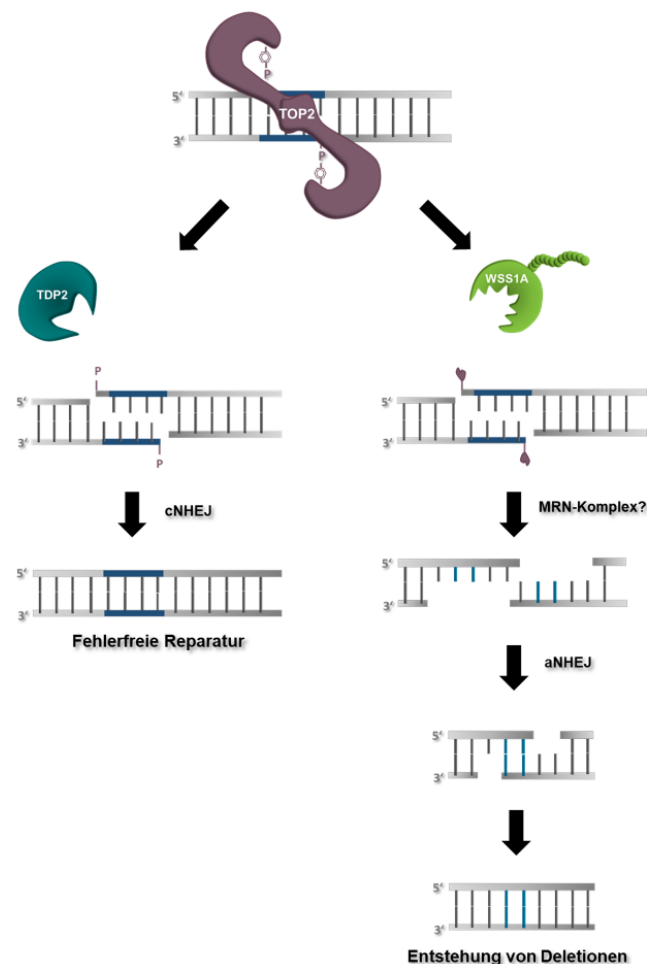 P
5‘
TOP2
3‘
P
TDP2
WSS1A
P
5‘
3‘
P
5‘
3‘
cNHEJ
MRN-Komplex?
5‘
3‘
Fehlerfreie Reparatur
5‘
3‘
aNHEJ
5‘
3‘
5‘
3‘
Entstehung von Deletionen